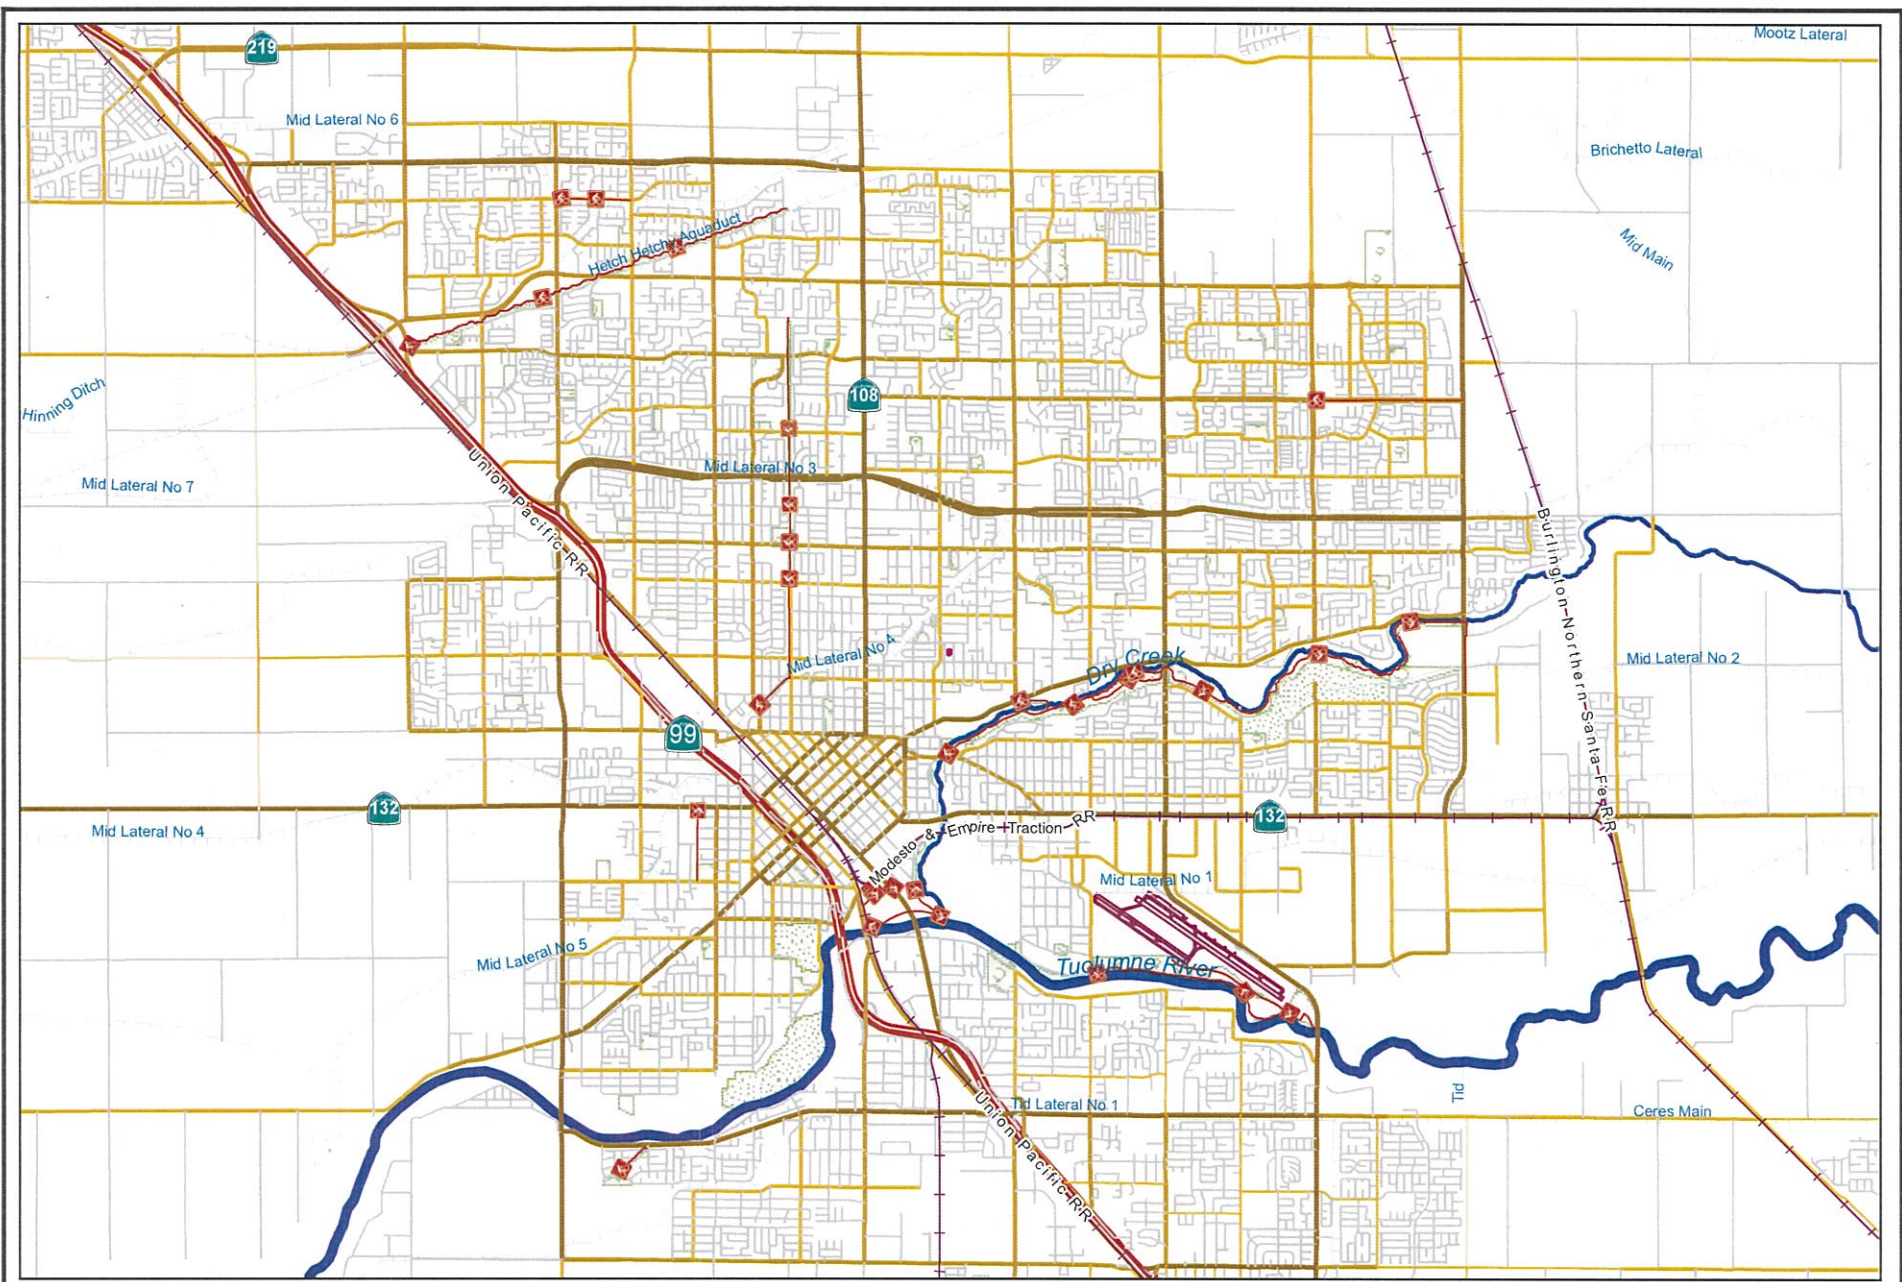 Mootz Lateral
219
Mid Lateral No 6
Brichetto Lateral
Hetch Hetchy Aquaduct
Mid Main
Hinning Ditch
108
Mid Lateral No 3
Union Pacific RR
Mid Lateral No 7
Burlington-Northern-Santa-Fe-RR
Mid Lateral No 4
Dry Creek
Mid Lateral No 2
99
132
132
Mid Lateral No 4
Modesto & Empire Traction RR
Mid Lateral No 1
Mid Lateral No 5
Tuolumne River
Tid
Tid Lateral No 1
Ceres Main
Union Pacific RR